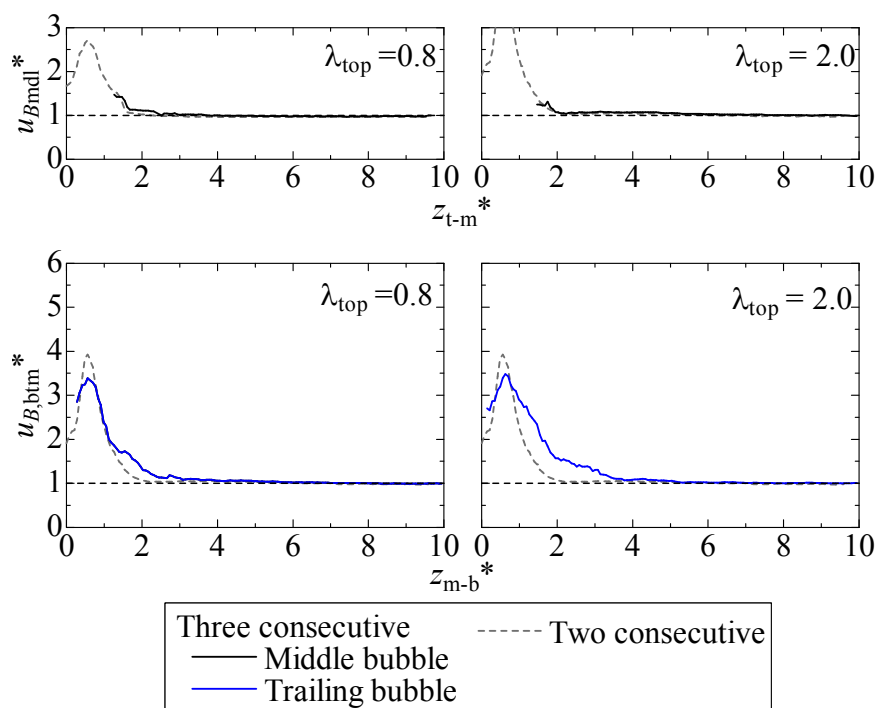 3
2
1
0
u_Bmdl*
λ_top =0.8
λ_top = 2.0
0 2 4 6 8 10 0 2 4 6 8 10
z_t-m*
6
5
4
3
2
1
0
u_B,btm*
λ_top =0.8
λ_top = 2.0
0 2 4 6 8 10 0 2 4 6 8 10
z_m-b*
Three consecutive
Two consecutive
Middle bubble
Trailing bubble